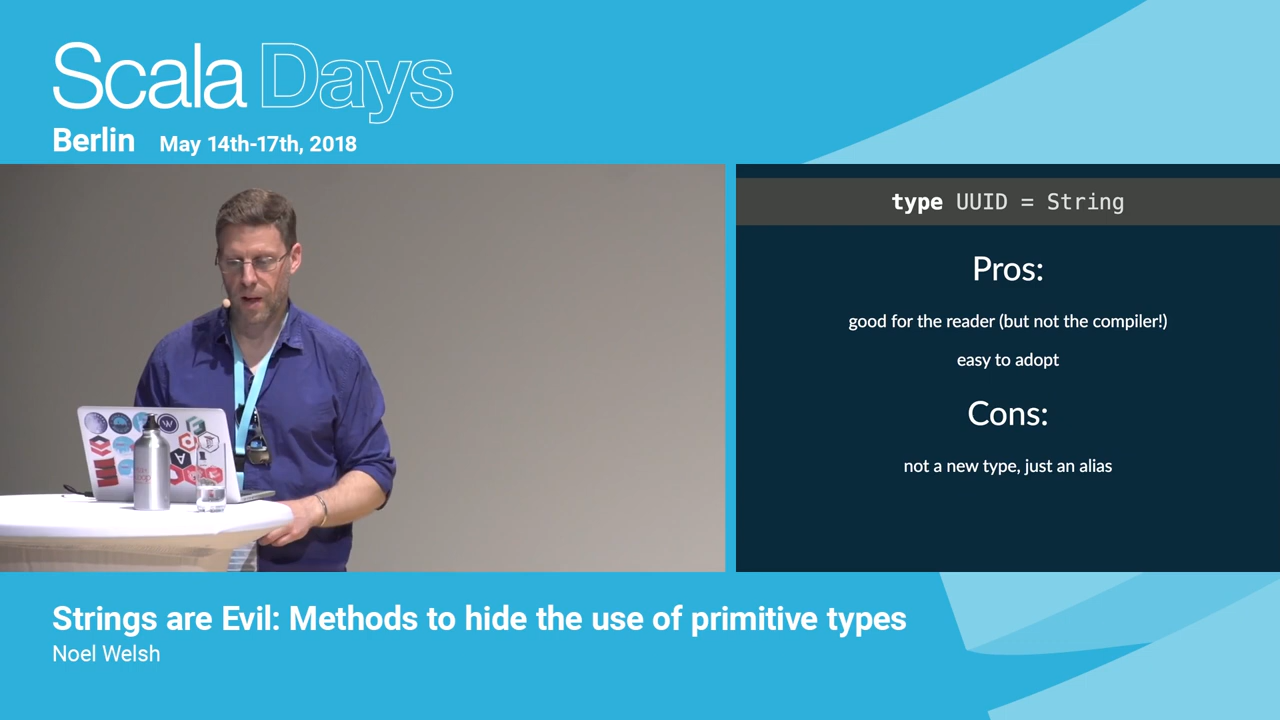 Scala Days
Berlin May 14th-17th, 2018
type UUID = String
Pros:
good for the reader (but not the compiler!)
easy to adopt
Cons:
not a new type, just an alias
W
A
Strings are Evil: Methods to hide the use of primitive types
Noel Welsh